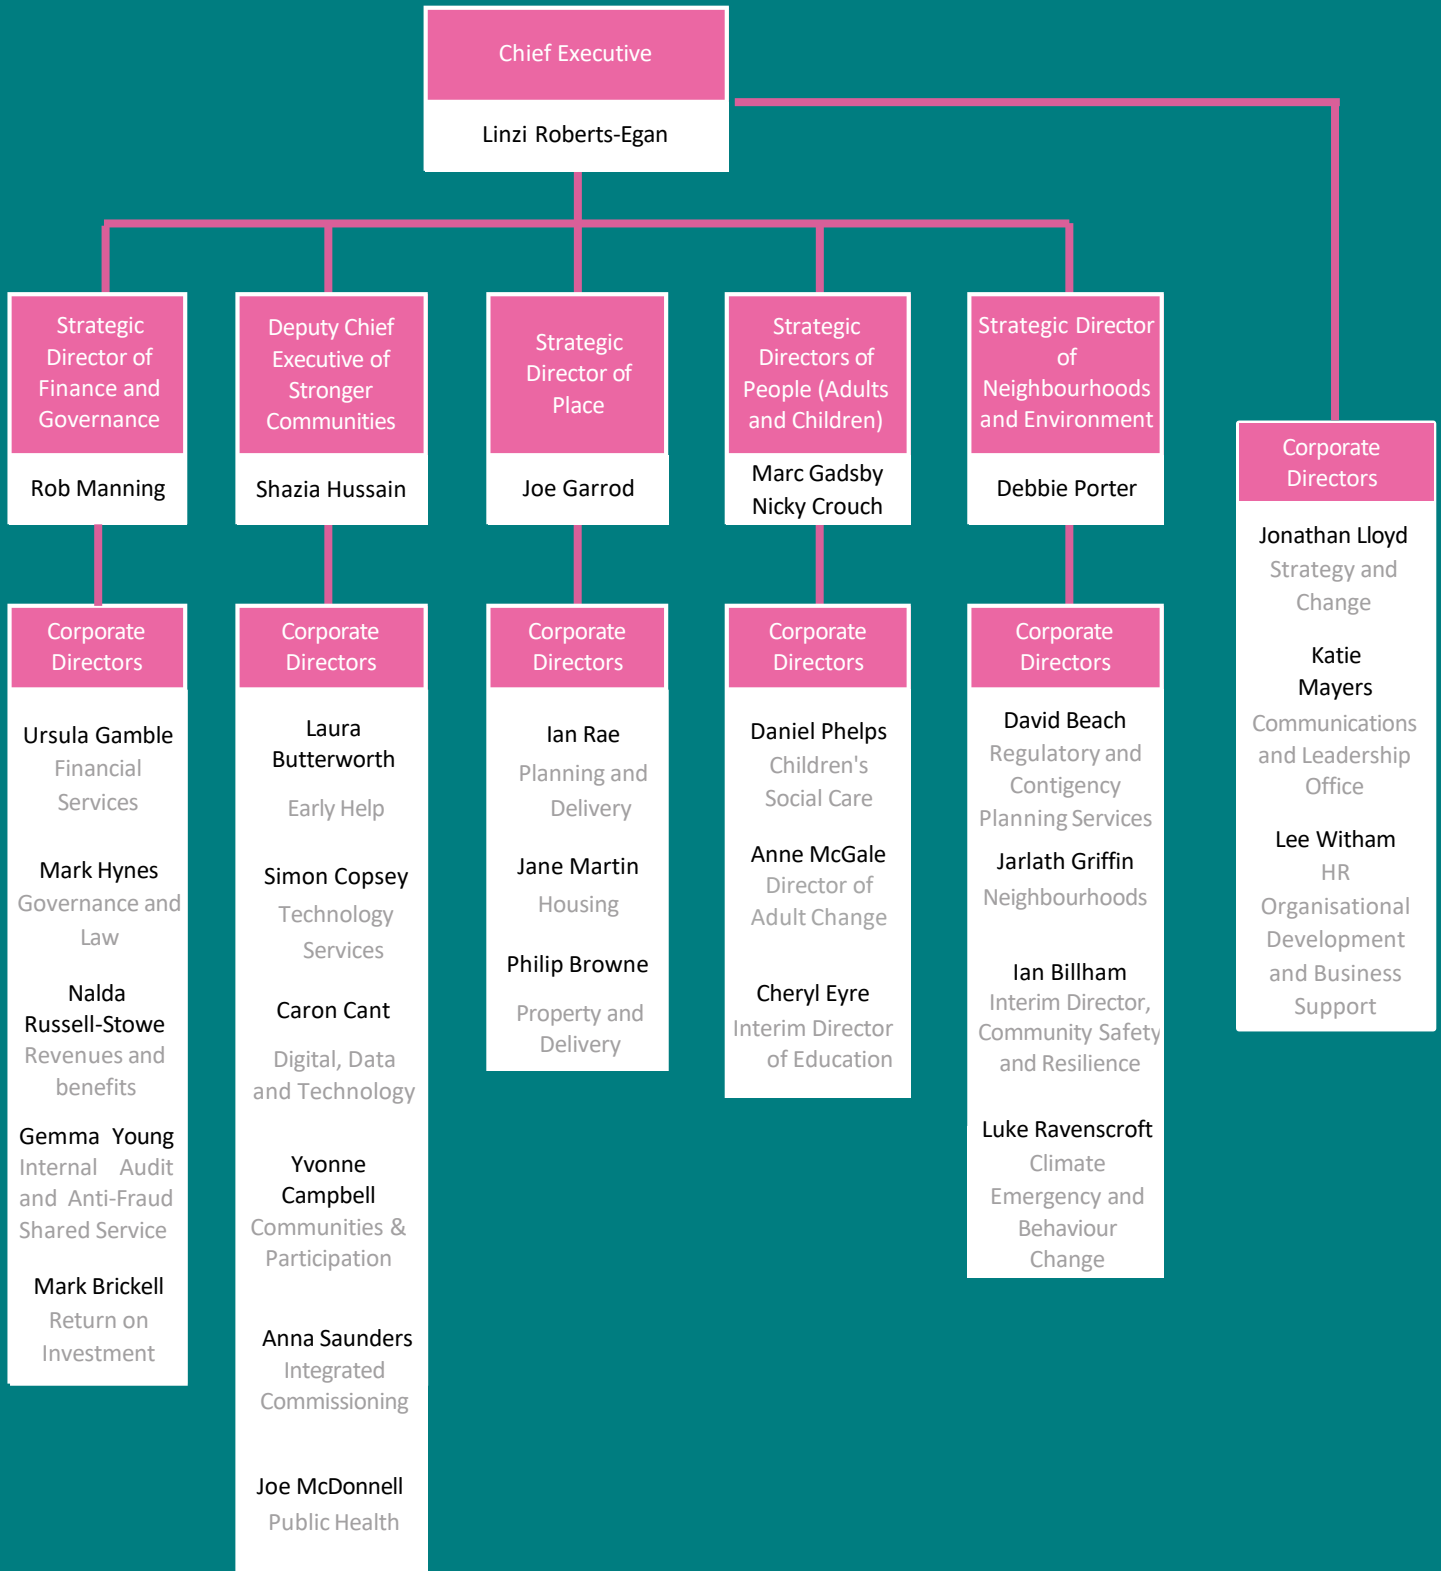 Chief Executive
Linzi Roberts-Egan
Strategic
Director of
Finance and
Governance
Rob Manning
Deputy Chief
Executive of
Stronger
Communities
Shazia Hussain
Strategic
Director of
Place
Joe Garrod
Strategic
Directors of
People (Adults
and Children)
Marc Gadsby
Nicky Crouch
Strategic Director
of
Neighbourhoods
and Environment
Debbie Porter
Corporate
Directors
Ursula Gamble
Financial
Services
Mark Hynes
Governance and
Law
Nalda
Russell-Stowe
Revenues and
benefits
Gemma Young
Internal Audit
and Anti-Fraud
Shared Service
Mark Brickell
Return on
Investment
Corporate
Directors
Laura
Butterworth
Early Help
Simon Copsey
Technology
Services
Caron Cant
Digital, Data
and Technology
Yvonne
Campbell
Communities &
Participation
Anna Saunders
Integrated
Commissioning
Joe McDonnell
Public Health
Corporate
Directors
Ian Rae
Planning and
Delivery
Jane Martin
Housing
Philip Browne
Property and
Delivery
Corporate
Directors
Daniel Phelps
Children's
Social Care
Anne McGale
Director of
Adult Change
Cheryl Eyre
Interim Director
of Education
Corporate
Directors
David Beach
Regulatory and
Contigency
Planning Services
Jarlath Griffin
Neighbourhoods
Ian Billham
Interim Director,
Community Safety
and Resilience
Luke Ravenscroft
Climate
Emergency and
Behaviour
Change
Corporate
Directors
Jonathan Lloyd
Strategy and
Change
Katie
Mayers
Communications
and Leadership
Office
Lee Witham
HR
Organisational
Development
and Business
Support